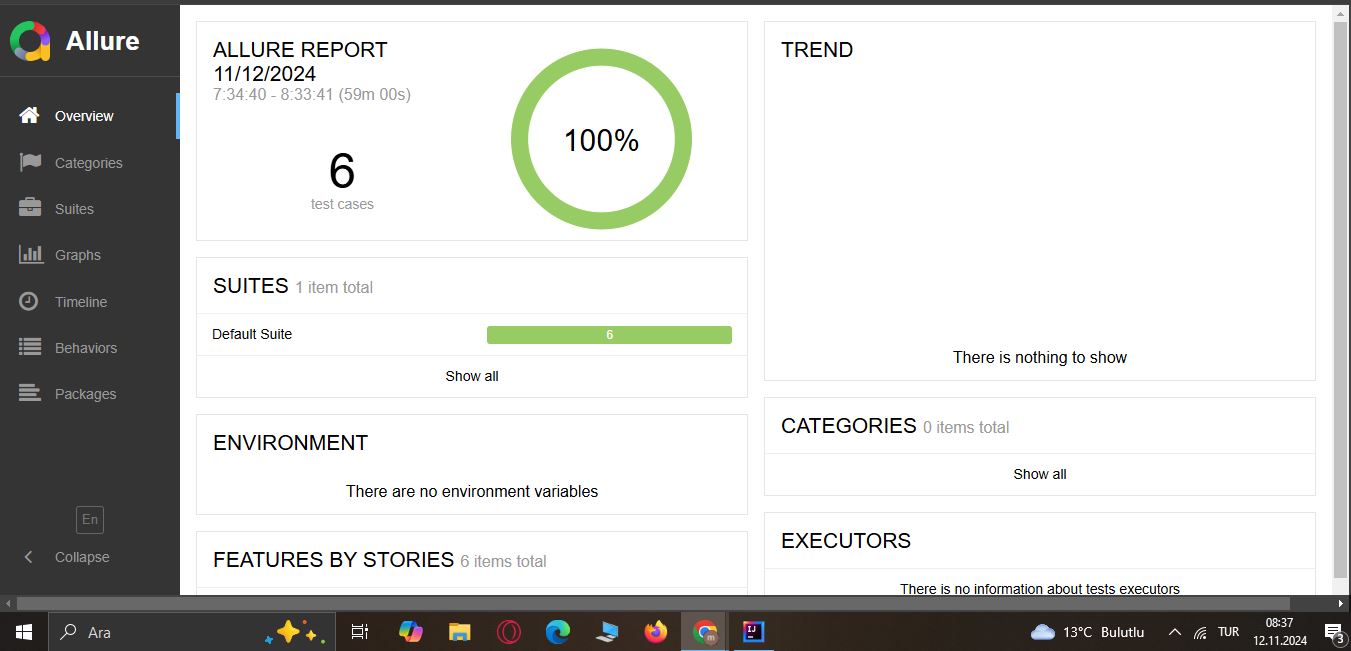 Allure
Overview
Categories
Suites
Graphs
Timeline
Behaviors
Packages
En
Collapse
ALLURE REPORT
11/12/2024
7:34:40 - 8:33:41 (59m 00s)
6
test cases
100%
SUITES 1 item total
Default Suite 6
Show all
ENVIRONMENT
There are no environment variables
FEATURES BY STORIES 6 items total
TREND
There is nothing to show
CATEGORIES 0 items total
Show all
EXECUTORS
There is no information about tests executors
Ara
m
IJ
13°C Bulutlu
TUR
08:37
12.11.2024
3